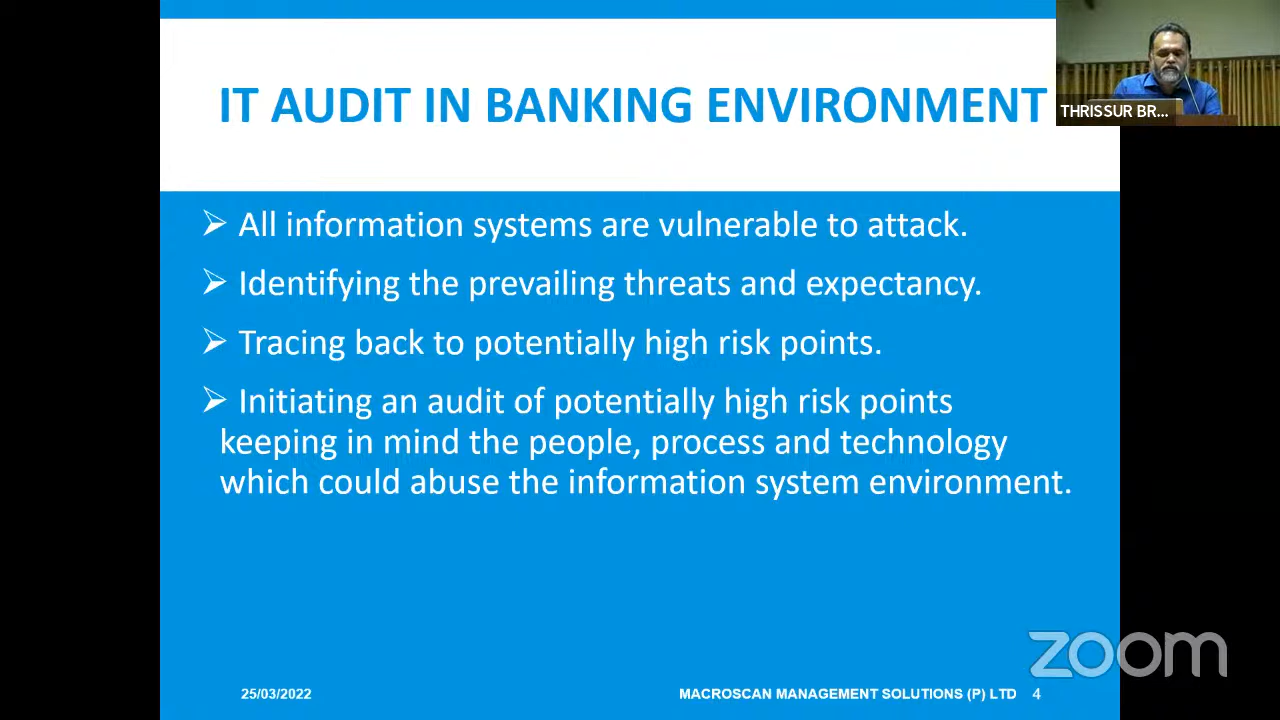 IT AUDIT IN BANKING ENVIRONMENT
THRISSUR BR...
➢ All information systems are vulnerable to attack.
➢ Identifying the prevailing threats and expectancy.
➢ Tracing back to potentially high risk points.
➢ Initiating an audit of potentially high risk points
keeping in mind the people, process and technology
which could abuse the information system environment.
zoom
25/03/2022
MACROSCAN MANAGEMENT SOLUTIONS (P) LTD 4